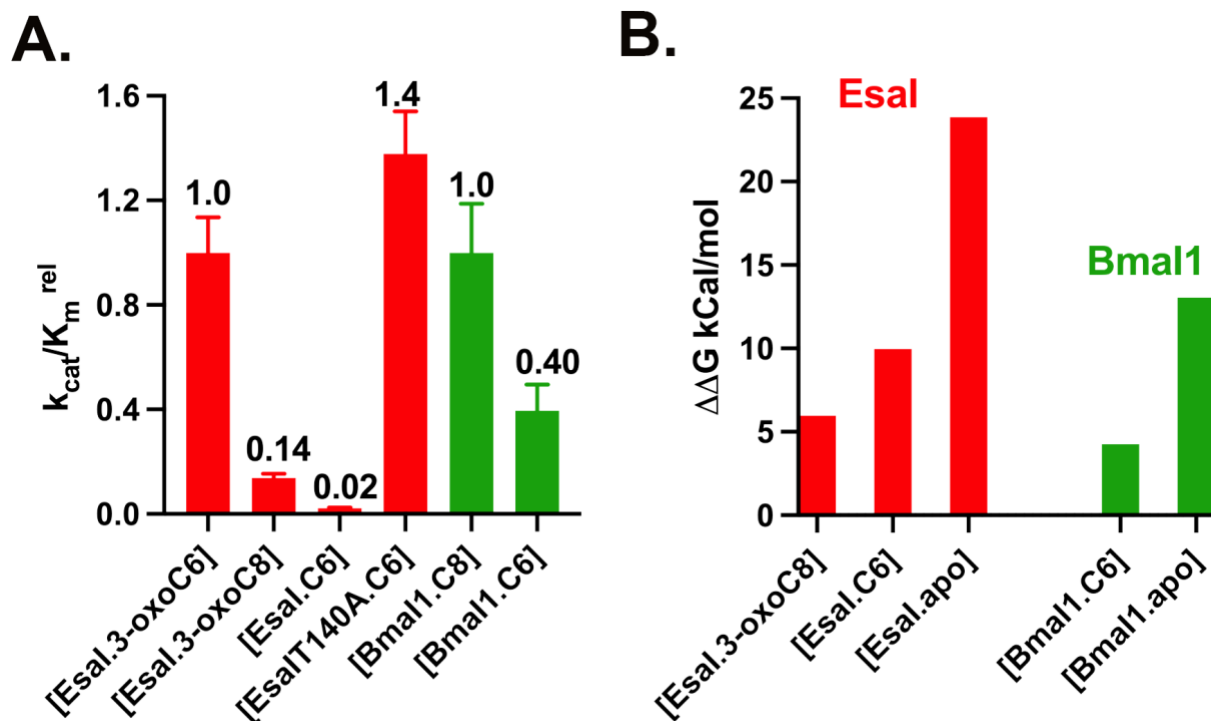 A.
k_cat/K_m^rel
1.6
1.2
0.8
0.4
0.0
1.0
0.14
0.02
1.4
1.0
0.40
[EsaI.3-oxoC6]
[EsaI.3-oxoC8]
[EsaI.C6]
[EsaIT140A.C6]
[BmaI1.C8]
[BmaI1.C6]
B.
ΔΔG kCal/mol
25
20
15
10
5
0
EsaI
BmaI1
[EsaI.3-oxoC8]
[EsaI.C6]
[EsaI.apo]
[BmaI1.C6]
[BmaI1.apo]